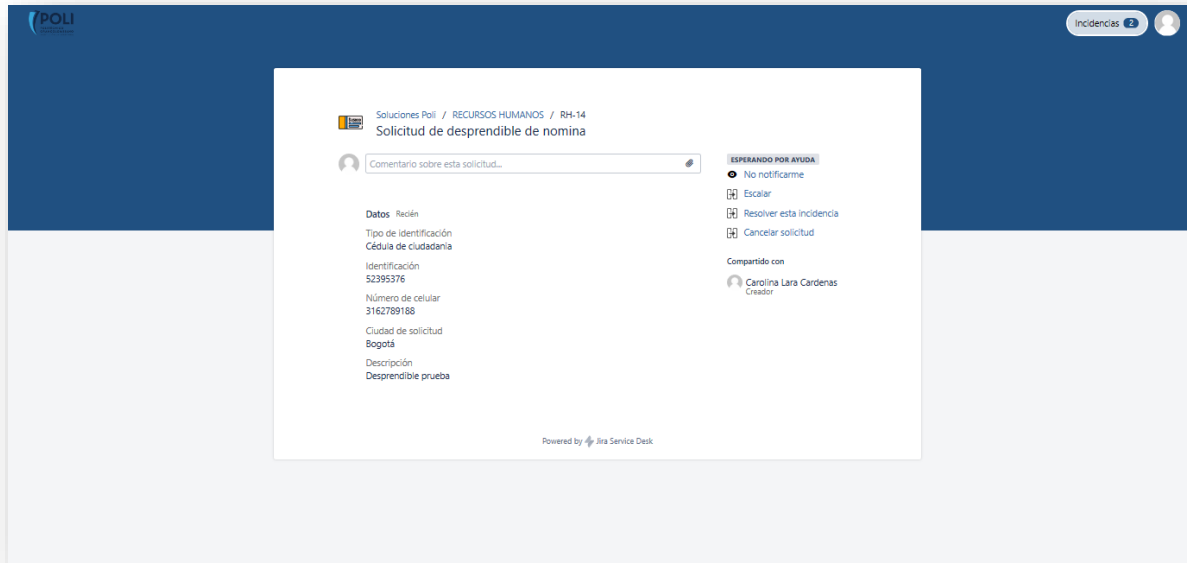 POLI
Incidencias 2
Soluciones Poli / RECURSOS HUMANOS / RH-14
Solicitud de desprendible de nomina
Comentario sobre esta solicitud...
ESPERANDO POR AYUDA
No notificarme
Escalar
Resolver esta incidencia
Cancelar solicitud
Compartido con
Carolina Lara Cardenas
Creador
Datos Recién
Tipo de identificación
Cédula de ciudadania
Identificación
52395376
Número de celular
3162789188
Ciudad de solicitud
Bogotá
Descripción
Desprendible prueba
Powered by Jira Service Desk